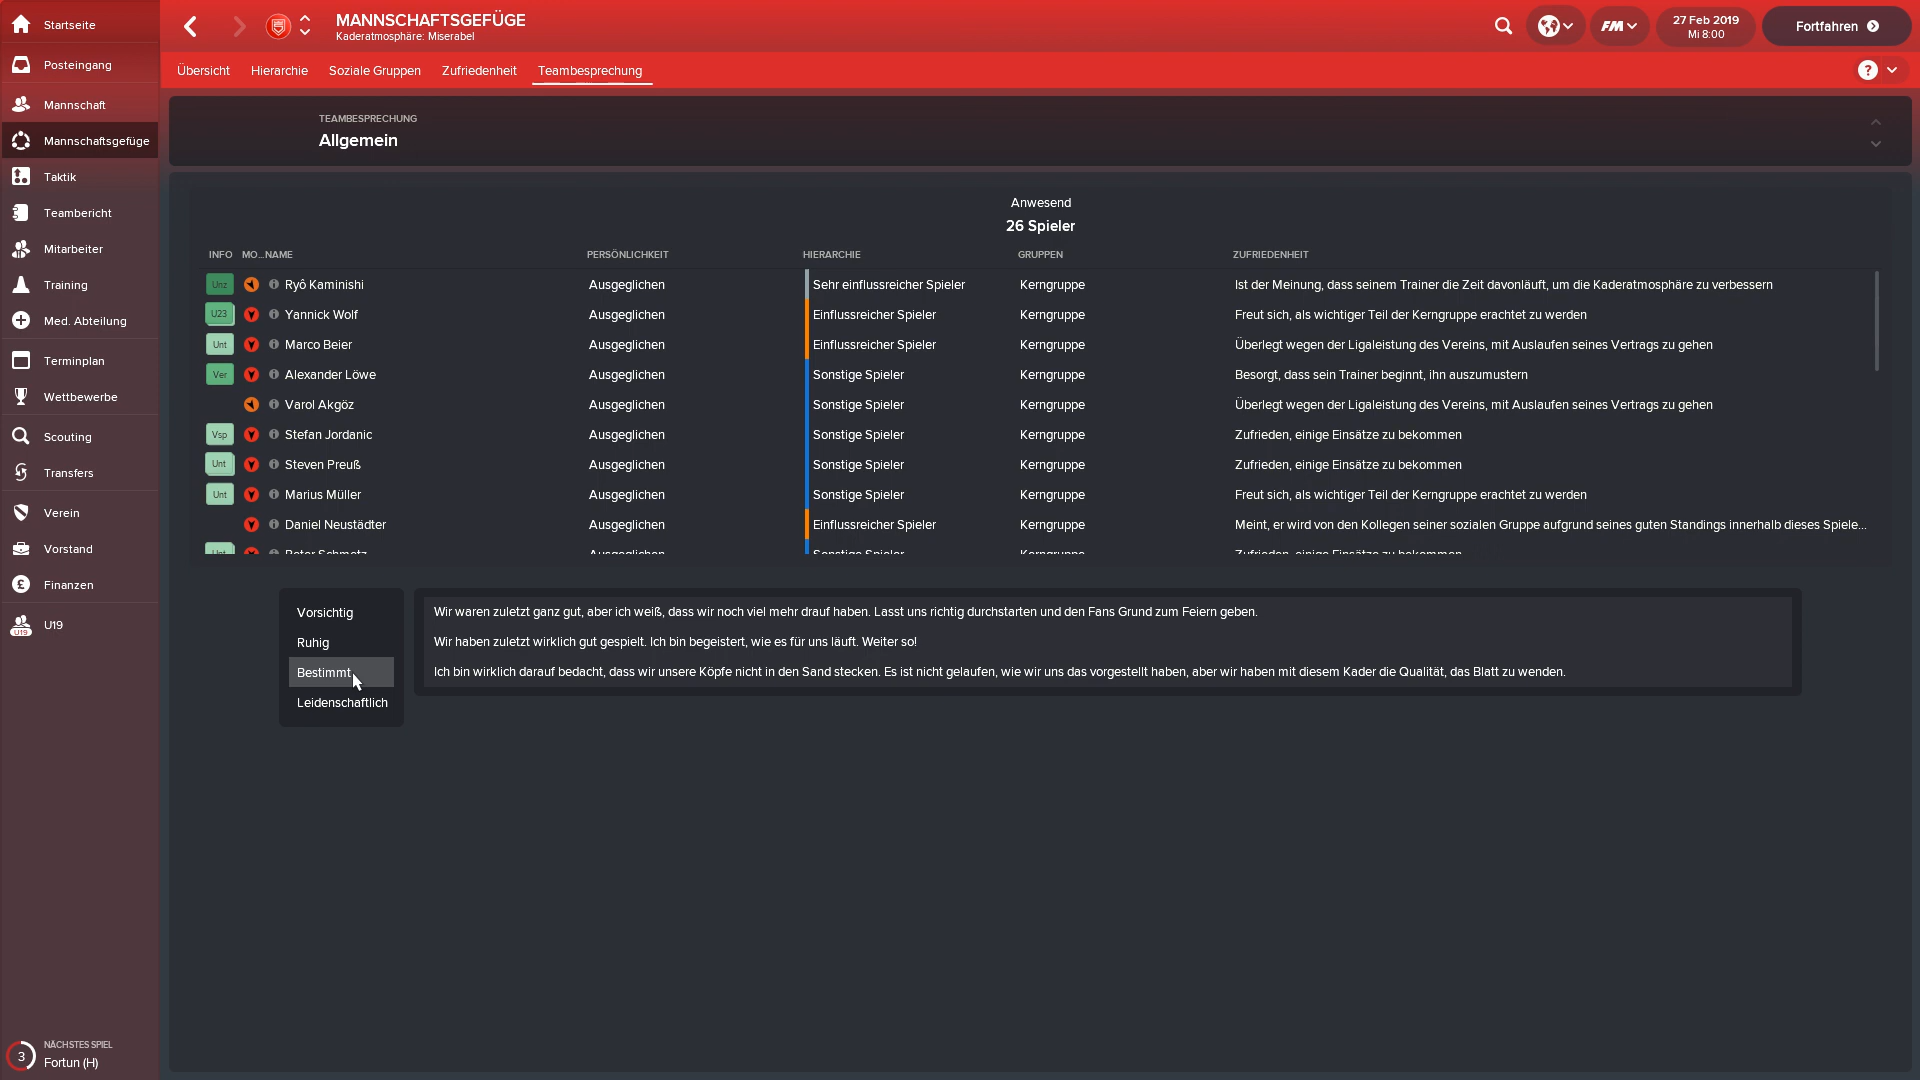 Startseite
Posteingang
Mannschaft
Mannschaftsgefüge
Taktik
Teambericht
Mitarbeiter
Training
Med. Abteilung
Terminplan
Wettbewerbe
Scouting
Transfers
Verein
Vorstand
Finanzen
U19
U19
NÄCHSTES SPIEL
3
Fortun (H)
MANNSCHAFTSGEFÜGE
Kaderatmosphäre: Miserabel
FM
27 Feb 2019
Mi 8:00
Fortfahren
Übersicht Hierarchie Soziale Gruppen Zufriedenheit Teambesprechung
?
TEAMBESPRECHUNG
Allgemein
Anwesend
26 Spieler
INFO MO... NAME PERSÖNLICHKEIT HIERARCHIE GRUPPEN ZUFRIEDENHEIT
Unz Ryô Kaminishi Ausgeglichen Sehr einflussreicher Spieler Kerngruppe Ist der Meinung, dass seinem Trainer die Zeit davonläuft, um die Kaderatmosphäre zu verbessern
U23 Yannick Wolf Ausgeglichen Einflussreicher Spieler Kerngruppe Freut sich, als wichtiger Teil der Kerngruppe erachtet zu werden
Unt Marco Beier Ausgeglichen Einflussreicher Spieler Kerngruppe Überlegt wegen der Ligaleistung des Vereins, mit Auslaufen seines Vertrags zu gehen
Ver Alexander Löwe Ausgeglichen Sonstige Spieler Kerngruppe Besorgt, dass sein Trainer beginnt, ihn auszumustern
Varol Akgöz Ausgeglichen Sonstige Spieler Kerngruppe Überlegt wegen der Ligaleistung des Vereins, mit Auslaufen seines Vertrags zu gehen
Vsp Stefan Jordanic Ausgeglichen Sonstige Spieler Kerngruppe Zufrieden, einige Einsätze zu bekommen
Unt Steven Preuß Ausgeglichen Sonstige Spieler Kerngruppe Zufrieden, einige Einsätze zu bekommen
Unt Marius Müller Ausgeglichen Sonstige Spieler Kerngruppe Freut sich, als wichtiger Teil der Kerngruppe erachtet zu werden
Daniel Neustädter Ausgeglichen Einflussreicher Spieler Kerngruppe Meint, er wird von den Kollegen seiner sozialen Gruppe aufgrund seines guten Standings innerhalb dieses Spiele...
Unt Peter Schmetz Ausgeglichen Sonstige Spieler Kerngruppe Zufrieden, einige Einsätze zu bekommen
Vorsichtig
Ruhig
Bestimmt
Leidenschaftlich
Wir waren zuletzt ganz gut, aber ich weiß, dass wir noch viel mehr drauf haben. Lasst uns richtig durchstarten und den Fans Grund zum Feiern geben.
Wir haben zuletzt wirklich gut gespielt. Ich bin begeistert, wie es für uns läuft. Weiter so!
Ich bin wirklich darauf bedacht, dass wir unsere Köpfe nicht in den Sand stecken. Es ist nicht gelaufen, wie wir uns das vorgestellt haben, aber wir haben mit diesem Kader die Qualität, das Blatt zu wenden.